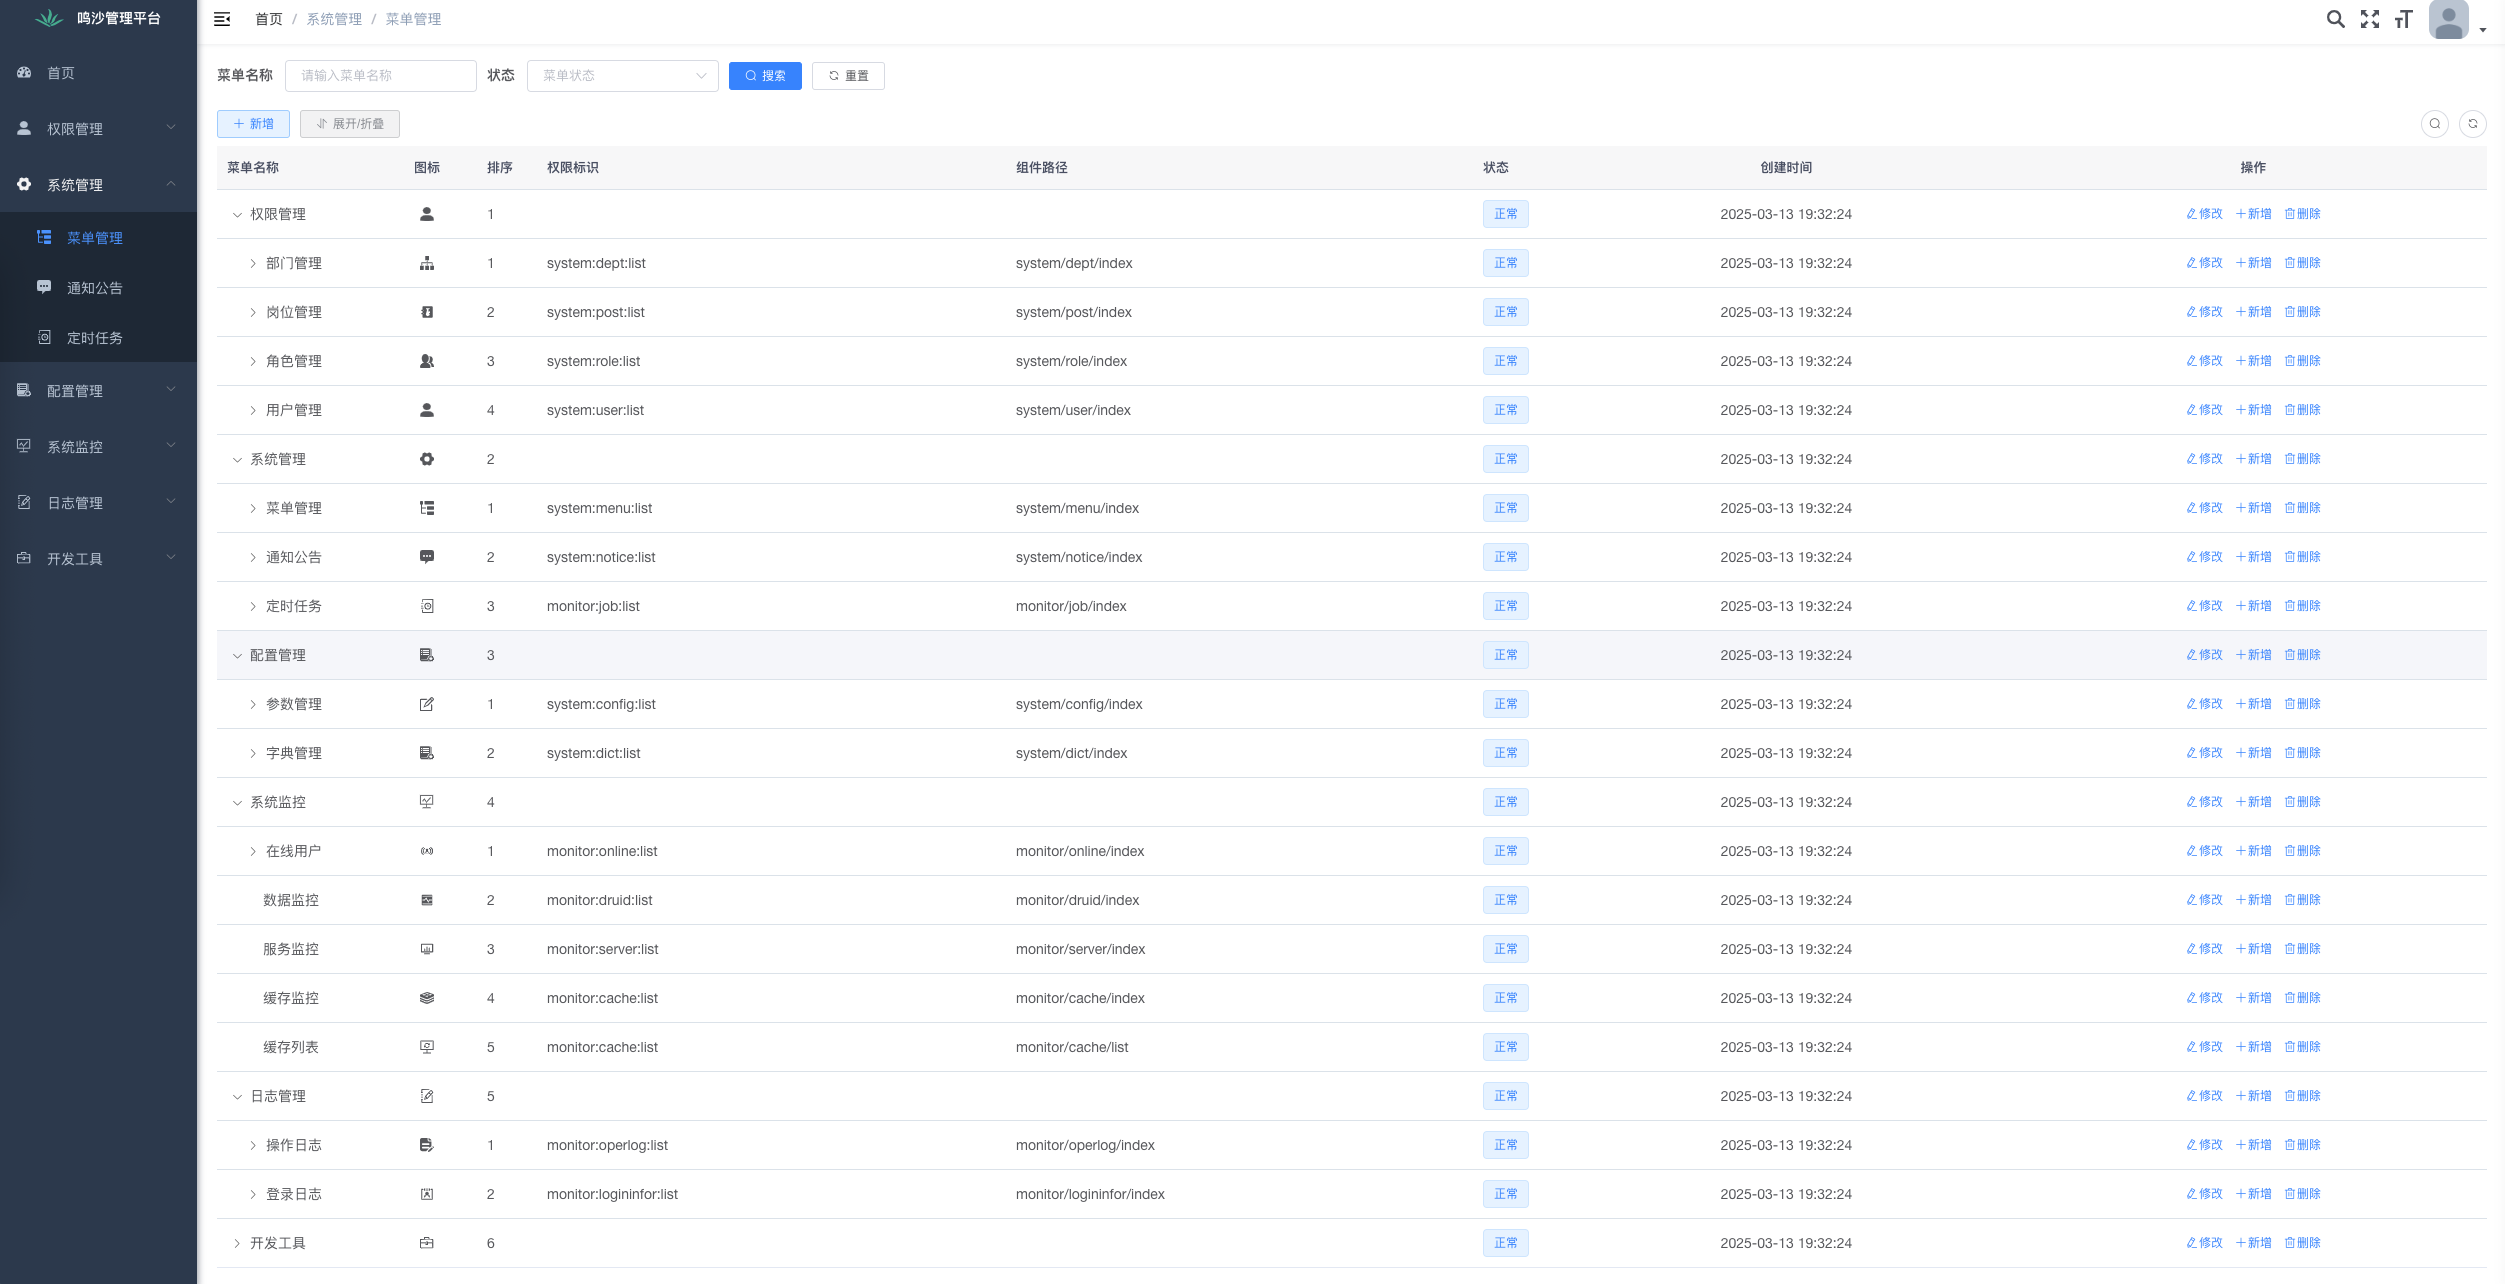 鸣沙管理平台
首页
权限管理
系统管理
菜单管理
通知公告
定时任务
配置管理
系统监控
日志管理
开发工具
首页 / 系统管理 / 菜单管理
菜单名称 请输入菜单名称 状态 菜单状态 搜索 重置
新增 展开/折叠
菜单名称 图标 排序 权限标识 组件路径 状态 创建时间 操作
权限管理 1 正常 2025-03-13 19:32:24 修改 新增 删除
部门管理 1 system:dept:list system/dept/index 正常 2025-03-13 19:32:24 修改 新增 删除
岗位管理 2 system:post:list system/post/index 正常 2025-03-13 19:32:24 修改 新增 删除
角色管理 3 system:role:list system/role/index 正常 2025-03-13 19:32:24 修改 新增 删除
用户管理 4 system:user:list system/user/index 正常 2025-03-13 19:32:24 修改 新增 删除
系统管理 2 正常 2025-03-13 19:32:24 修改 新增 删除
菜单管理 1 system:menu:list system/menu/index 正常 2025-03-13 19:32:24 修改 新增 删除
通知公告 2 system:notice:list system/notice/index 正常 2025-03-13 19:32:24 修改 新增 删除
定时任务 3 monitor:job:list monitor/job/index 正常 2025-03-13 19:32:24 修改 新增 删除
配置管理 3 正常 2025-03-13 19:32:24 修改 新增 删除
参数管理 1 system:config:list system/config/index 正常 2025-03-13 19:32:24 修改 新增 删除
字典管理 2 system:dict:list system/dict/index 正常 2025-03-13 19:32:24 修改 新增 删除
系统监控 4 正常 2025-03-13 19:32:24 修改 新增 删除
在线用户 1 monitor:online:list monitor/online/index 正常 2025-03-13 19:32:24 修改 新增 删除
数据监控 2 monitor:druid:list monitor/druid/index 正常 2025-03-13 19:32:24 修改 新增 删除
服务监控 3 monitor:server:list monitor/server/index 正常 2025-03-13 19:32:24 修改 新增 删除
缓存监控 4 monitor:cache:list monitor/cache/index 正常 2025-03-13 19:32:24 修改 新增 删除
缓存列表 5 monitor:cache:list monitor/cache/list 正常 2025-03-13 19:32:24 修改 新增 删除
日志管理 5 正常 2025-03-13 19:32:24 修改 新增 删除
操作日志 1 monitor:operlog:list monitor/operlog/index 正常 2025-03-13 19:32:24 修改 新增 删除
登录日志 2 monitor:logininfor:list monitor/logininfor/index 正常 2025-03-13 19:32:24 修改 新增 删除
开发工具 6 正常 2025-03-13 19:32:24 修改 新增 删除